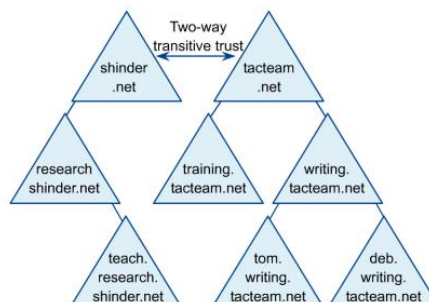 Two-way
transitive trust
shinder
.net
tacteam
.net
research
shinder.net
training.
tacteam.net
writing.
tacteam.net
teach.
research.
shinder.net
tom.
writing.
tacteam.net
deb.
writing.
tacteam.net